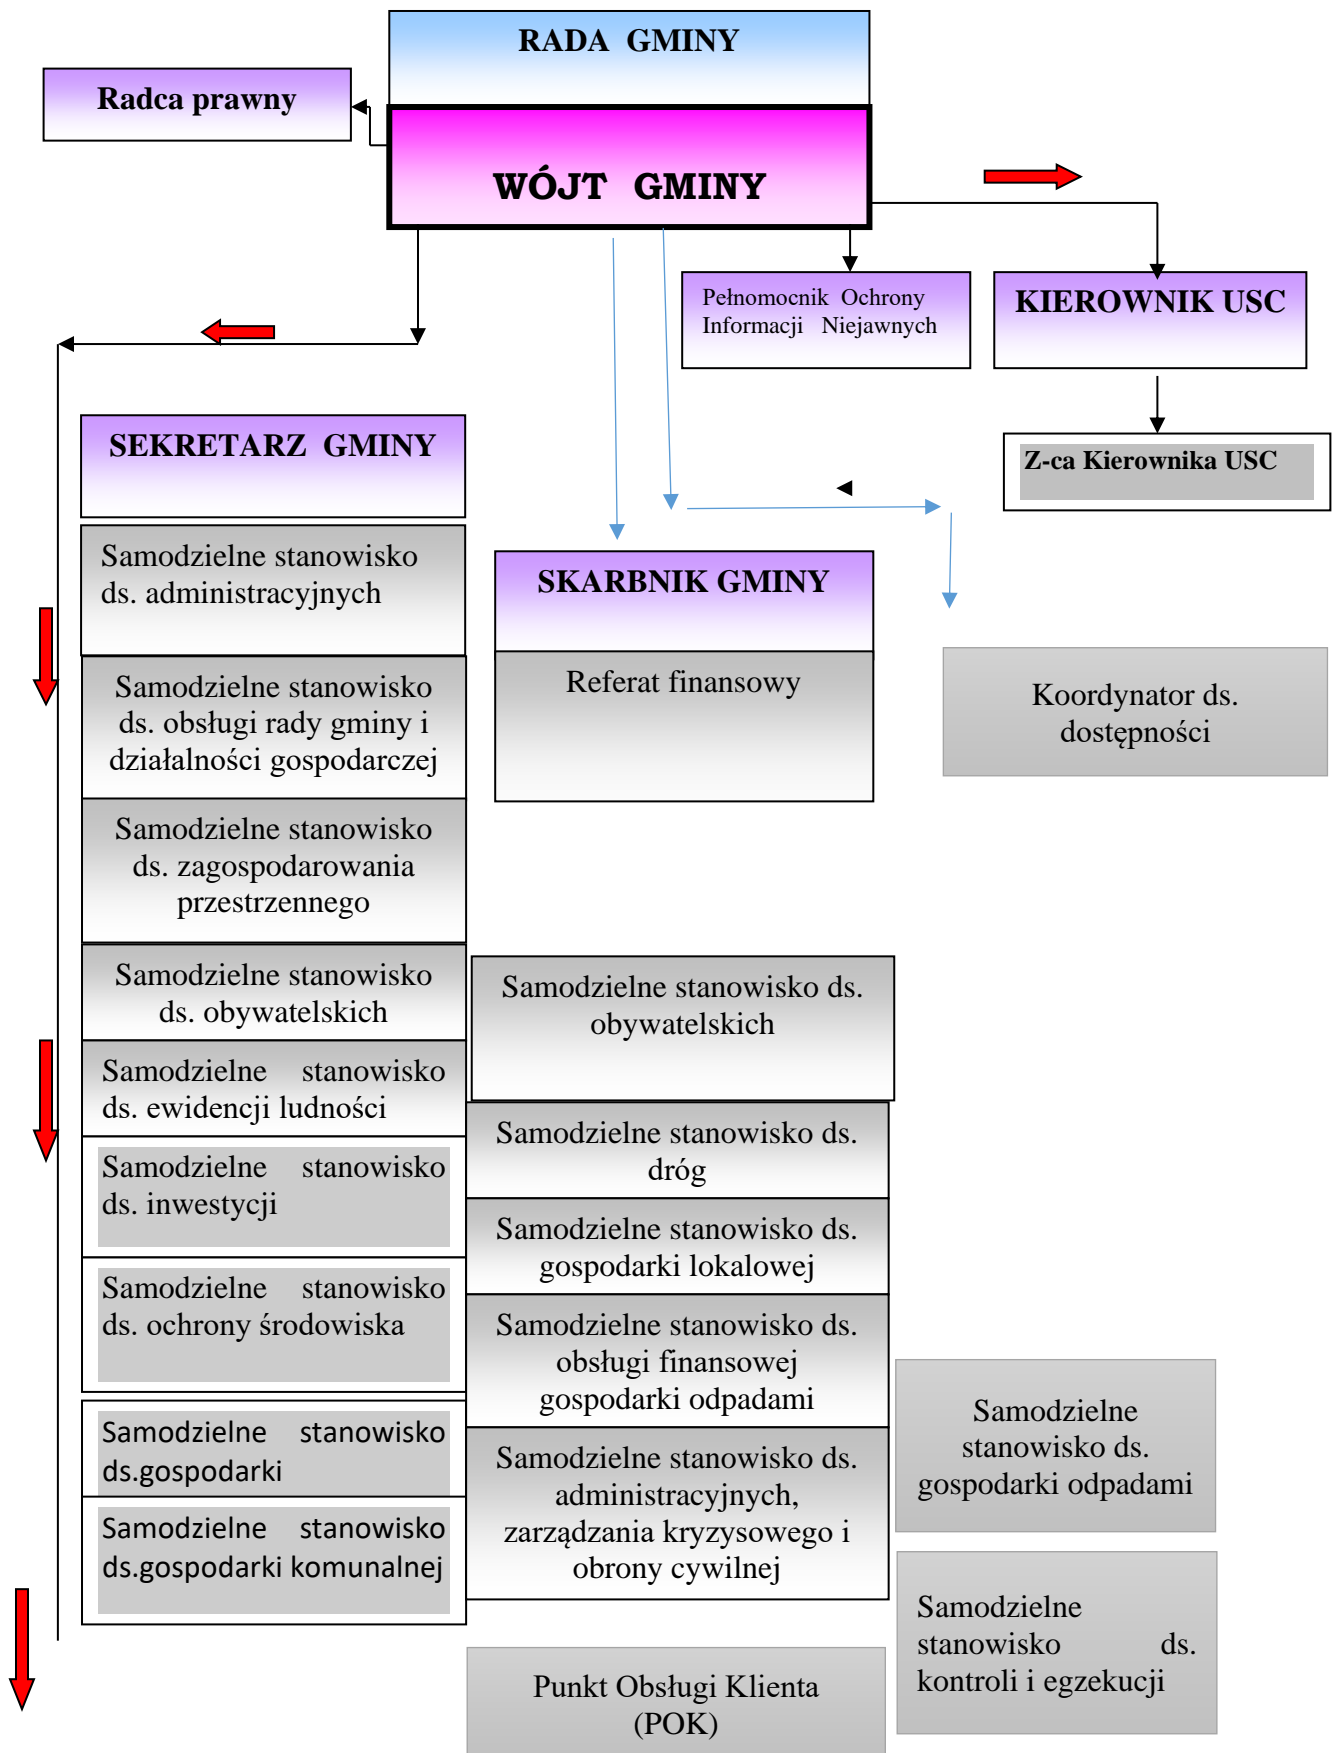 RADA GMINY
Radca prawny
WÓJT GMINY
Pełnomocnik Ochrony
Informacji Niejawnych
KIEROWNIK USC
Z-ca Kierownika USC
SEKRETARZ GMINY
Samodzielne stanowisko
ds. administracyjnych
Samodzielne stanowisko
ds. obsługi rady gminy i
działalności gospodarczej
Samodzielne stanowisko
ds. zagospodarowania
przestrzennego
Samodzielne stanowisko
ds. obywatelskich
Samodzielne stanowisko
ds. ewidencji ludności
Samodzielne stanowisko
ds. inwestycji
Samodzielne stanowisko
ds. ochrony środowiska
Samodzielne stanowisko
ds.gospodarki
Samodzielne stanowisko
ds.gospodarki komunalnej
SKARBNIK GMINY
Referat finansowy
Koordynator ds.
dostępności
Samodzielne stanowisko ds.
obywatelskich
Samodzielne stanowisko ds.
dróg
Samodzielne stanowisko ds.
gospodarki lokalowej
Samodzielne stanowisko ds.
obsługi finansowej
gospodarki odpadami
Samodzielne stanowisko ds.
administracyjnych,
zarządzania kryzysowego i
obrony cywilnej
Samodzielne
stanowisko ds.
gospodarki odpadami
Samodzielne
stanowisko ds.
kontroli i egzekucji
Punkt Obsługi Klienta
(POK)